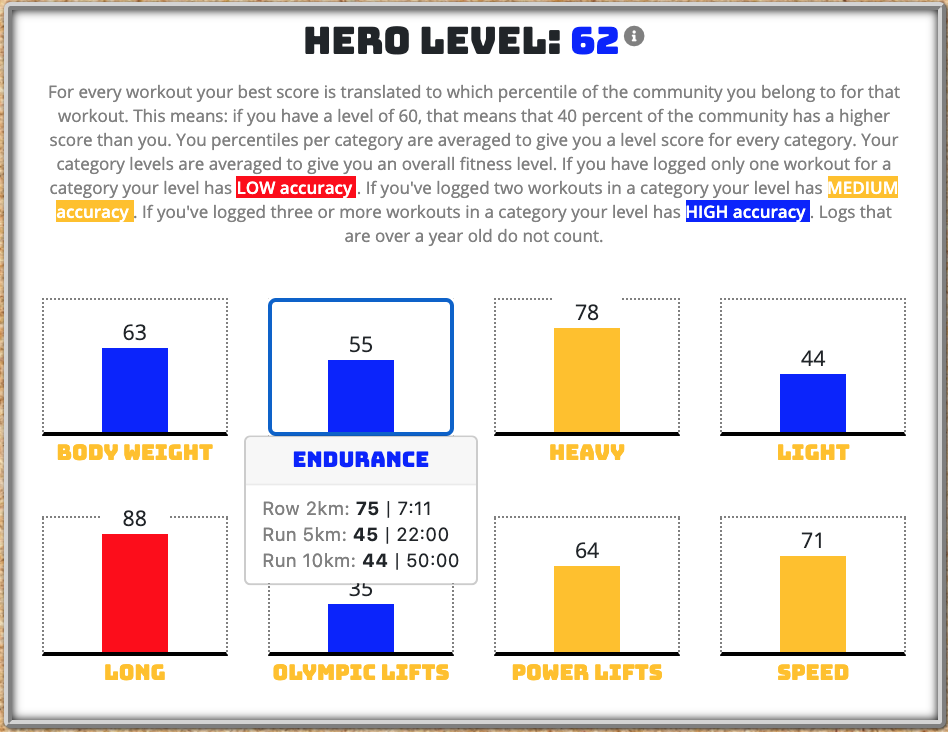 HERO LEVEL: 62
For every workout your best score is translated to which percentile of the community you belong to for that
workout. This means: if you have a level of 60, that means that 40 percent of the community has a higher
score than you. You percentiles per category are averaged to give you a level score for every category. Your
category levels are averaged to give you an overall fitness level. If you have logged only one workout for a
category your level has LOW accuracy. If you've logged two workouts in a category your level has MEDIUM
accuracy. If you've logged three or more workouts in a category your level has HIGH accuracy. Logs that
are over a year old do not count.
63
55
78
44
BODY WEIGHT
HEAVY
LIGHT
ENDURANCE
Row 2km: 75 | 7:11
Run 5km: 45 | 22:00
Run 10km: 44 | 50:00
88
35
64
71
LONG
OLYMPIC LIFTS
POWER LIFTS
SPEED